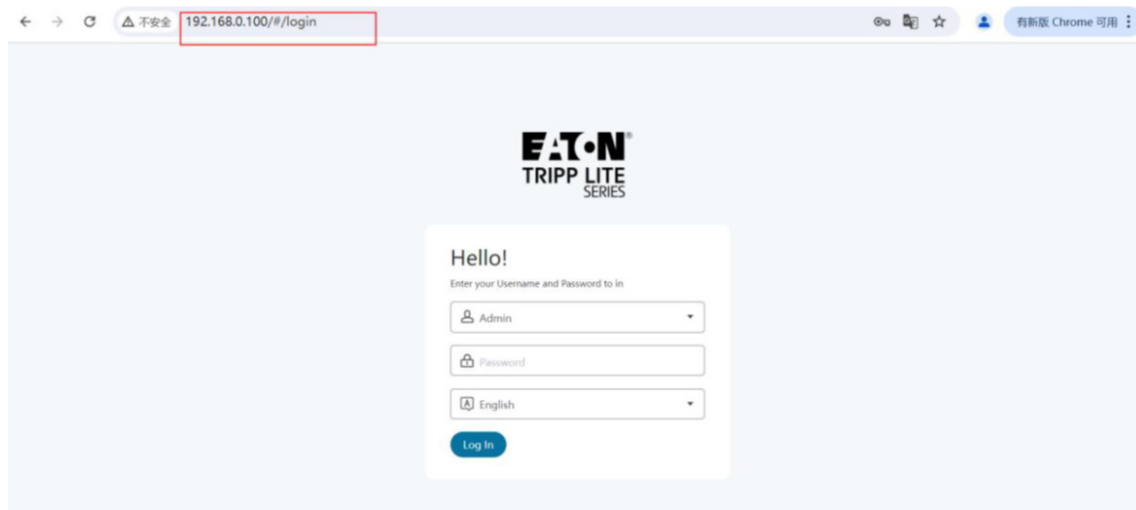 不安全 192.168.0.100/#/login 有新版 Chrome 可用
EATON®
TRIPP LITE
SERIES
Hello!
Enter your Username and Password to in
Admin
Password
English
Log In